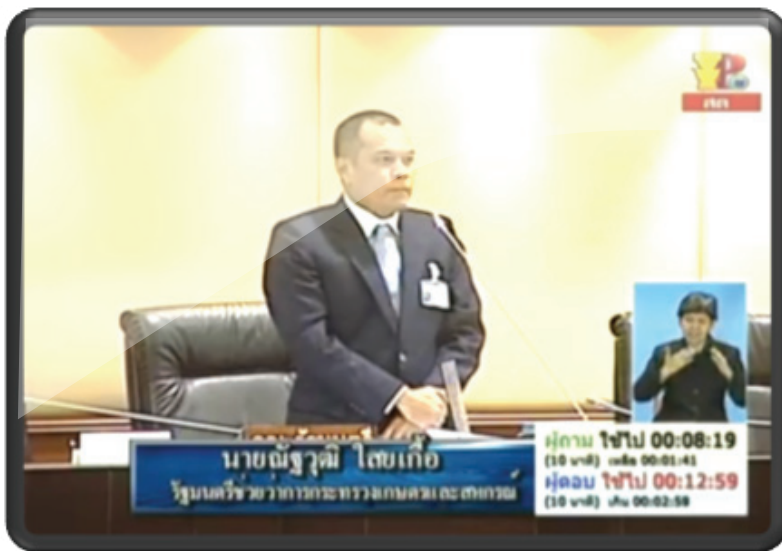 สด
นายณัฐวุฒิ ใสยเกื้อ
รัฐมนตรีช่วยว่าการกระทรวงเกษตรและสหกรณ์
ผู้ถาม ใช้ไป 00:08:19
(10 นาที) เหลือ 00:01:41
ผู้ตอบ ใช้ไป 00:12:59
(10 นาที) เกิน 00:02:59